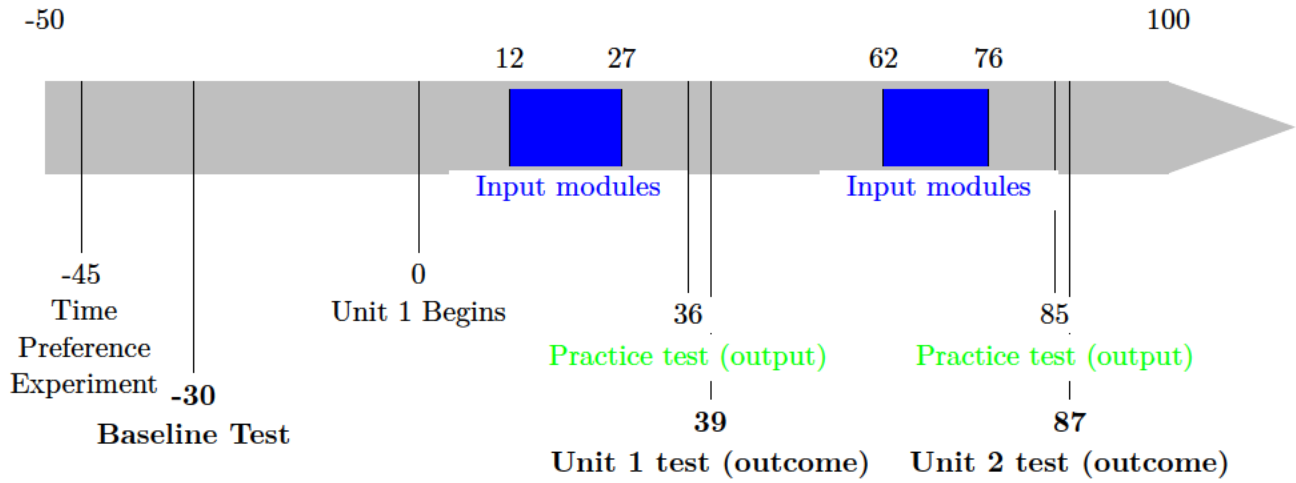 -50
100
12
27
62
76
Input modules
Input modules
-45
Time
Preference
Experiment
-30
Baseline Test
0
Unit 1 Begins
36
Practice test (output)
39
Unit 1 test (outcome)
85
Practice test (output)
87
Unit 2 test (outcome)